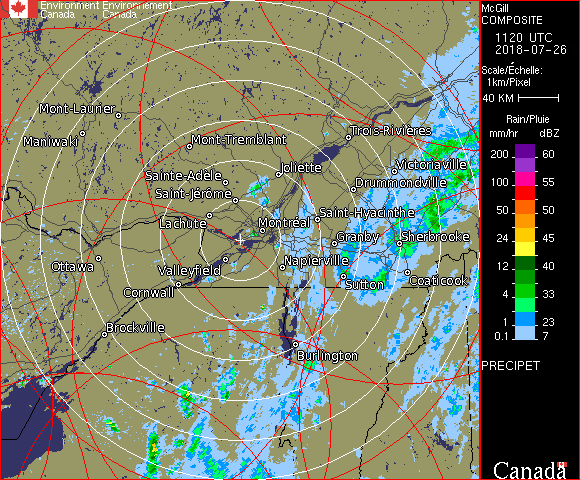 Environment Environnement
Canada Canada
McGill
COMPOSITE
1120 UTC
2018-07-26
Scale/Échelle:
1km/Pixel
40 KM
Rain/Pluie
mm/hr dBZ
200 60
100 55
50 50
24 45
12 40
4 33
1 23
0.1 7
PRECIPET
Canada
Mont-Laurier
Maniwaki
Mont-Tremblant
Trois-Rivières
Sainte-Adèle
Joliette
Victoriaville
Saint-Jérôme
Drummondville
Lachute
Montréal
Saint-Hyacinthe
Granby
Sherbrooke
Ottawa
Valleyfield
Napierville
Cornwall
Sutton
Coaticook
Brockville
Burlington